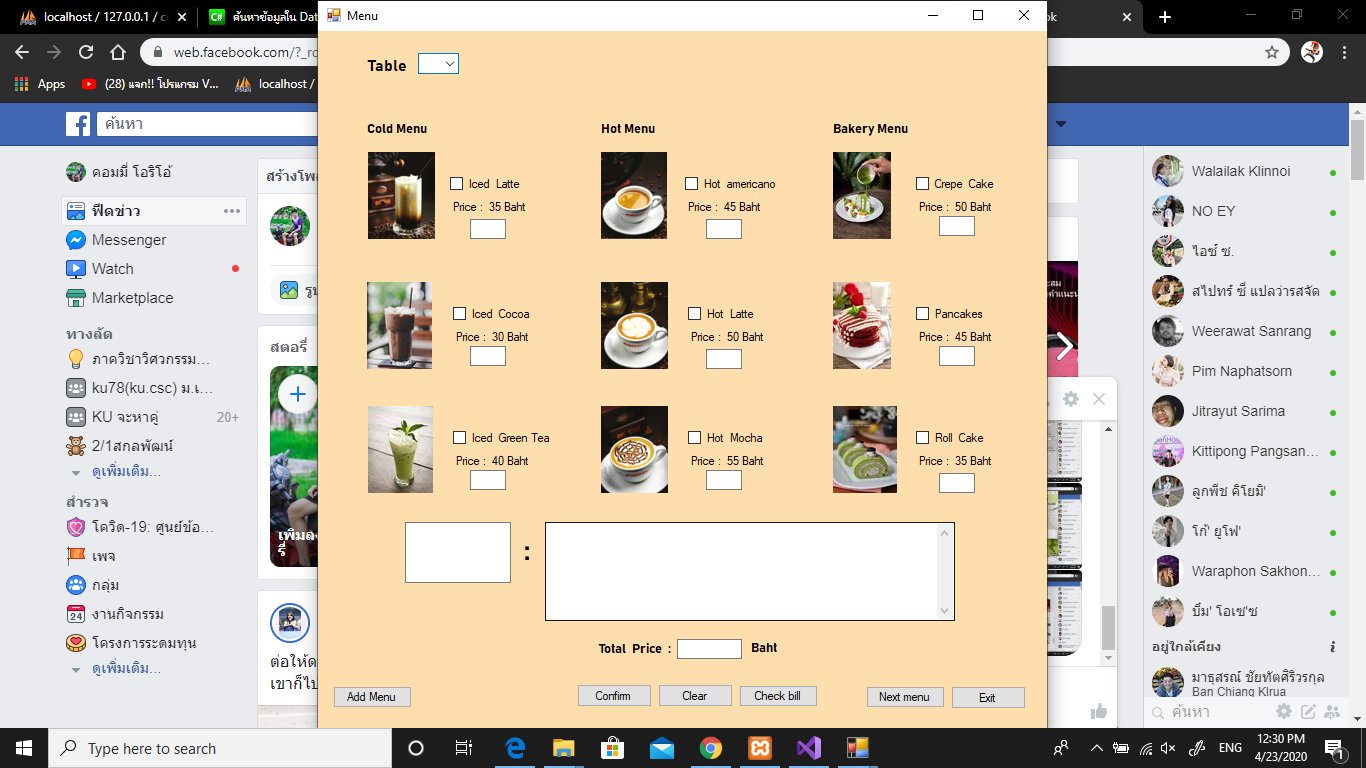 localhost / 127.0.0.1 / c
C#
ค้นหาข้อมูลใน Dat
ok
web.facebook.com/?_ro
Apps
(28) แจก!! โปรแกรม V...
localhost /
ค้นหา
คอมมี่ โอริโอ้
ฟีดข่าว
Messenger
Watch
Marketplace
ทางลัด
ภาควิชาวิศวกรรม...
ku78(ku.csc) ม.เ...
KU จะหาคู่
20+
2/1สกลพัฒน์
ดูเพิ่มเติม...
สำรวจ
โควิด-19: ศูนย์ข้อ...
เพจ
กลุ่ม
24
งานกิจกรรม
โครงการระดมทุน
ดูเพิ่มเติม...
สร้างโพ
รูป
สตอรี่
เพิ่มลง
รี่
ต่อให้ด
เขาก็ไป
Menu
Table
Cold Menu
Hot Menu
Bakery Menu
Iced Latte
Price : 35 Baht
Hot americano
Price : 45 Baht
Crepe Cake
Price : 50 Baht
Iced Cocoa
Price : 30 Baht
Hot Latte
Price : 50 Baht
Pancakes
Price : 45 Baht
Iced Green Tea
Price : 40 Baht
Hot Mocha
Price : 55 Baht
Roll Cake
Price : 35 Baht
:
Total Price :
Baht
Add Menu
Confirm
Clear
Check bill
Next menu
Exit
Walailak Klinnoi
NO EY
ไอซ์ ซ.
สไปทร์ ซี่ แปลว่ารสจัด
Weerawat Sanrang
Pim Naphatsorn
Jitrayut Sarima
Kittipong Pangsan...
ลูกพีช คิโยมิ'
โก้' ยูโฟ'
Waraphon Sakhon...
บิ๊ม' โอเซ'ซ
อยู่ใกล้เคียง
มาธุสรณ์ ชัยทัตศิริวรกุล
Ban Chiang Klrua
ค้นหา
Type here to search
ENG
12:30 PM
4/23/2020
1